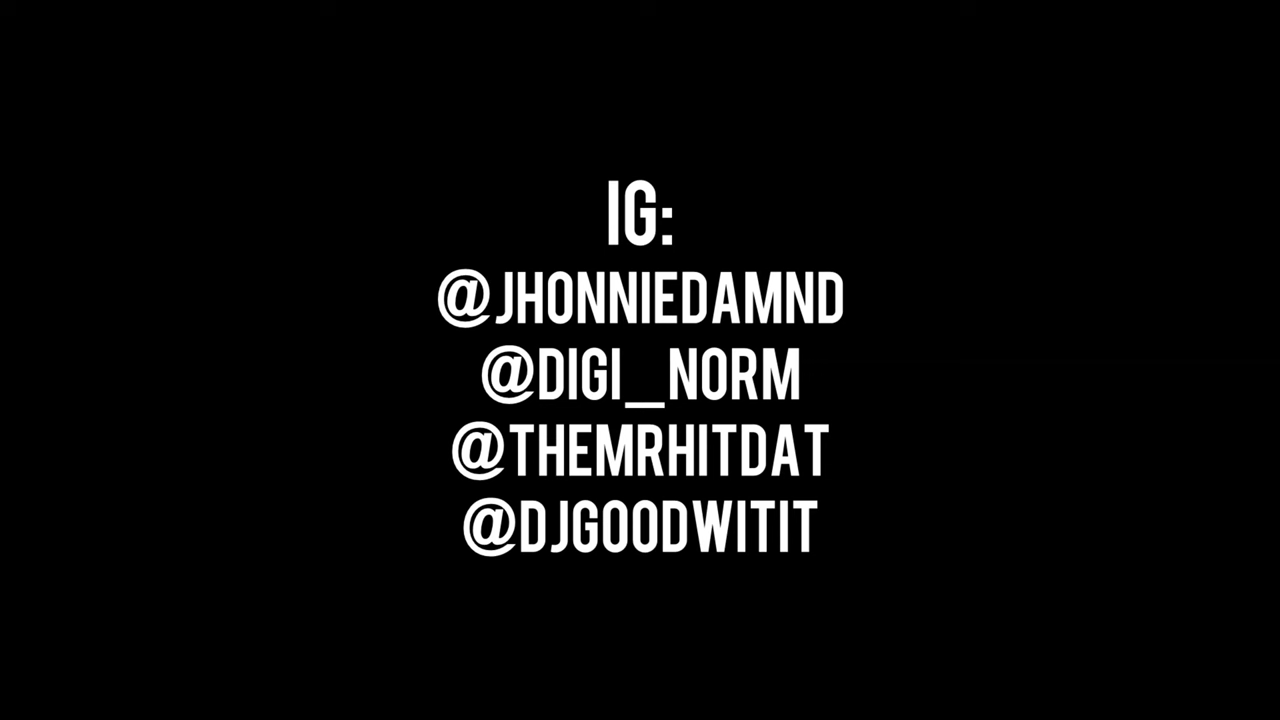 IG:
@JHONNIEDAMND
@DIGI_NORM
@THEMRHITDAT
@DJGOODWITIT